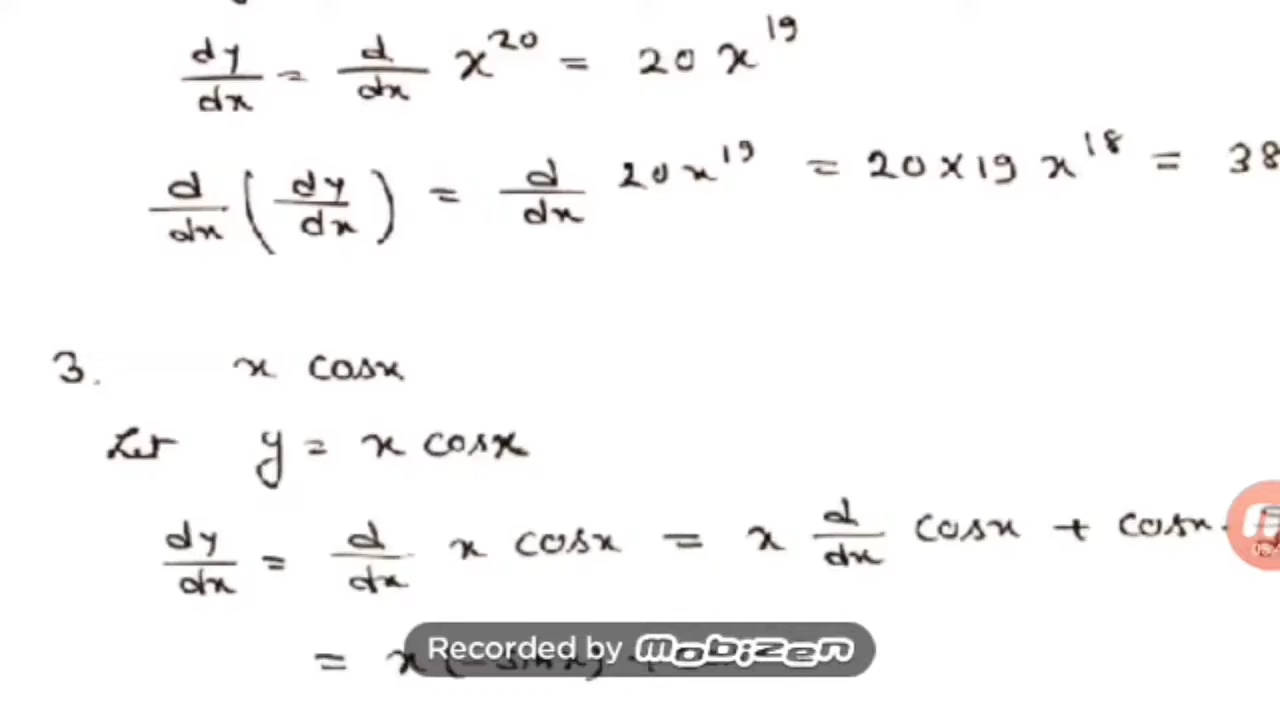 dy/dx = d/dx x^20 = 20 x^19
d/dx (dy/dx) = d/dx 20x^19 = 20 × 19 x^18 = 38
3. x cosx
Let y = x cosx
dy/dx = d/dx x cosx = x d/dx cosx + cosx.
= x (- sinx) +
Recorded by mobizen